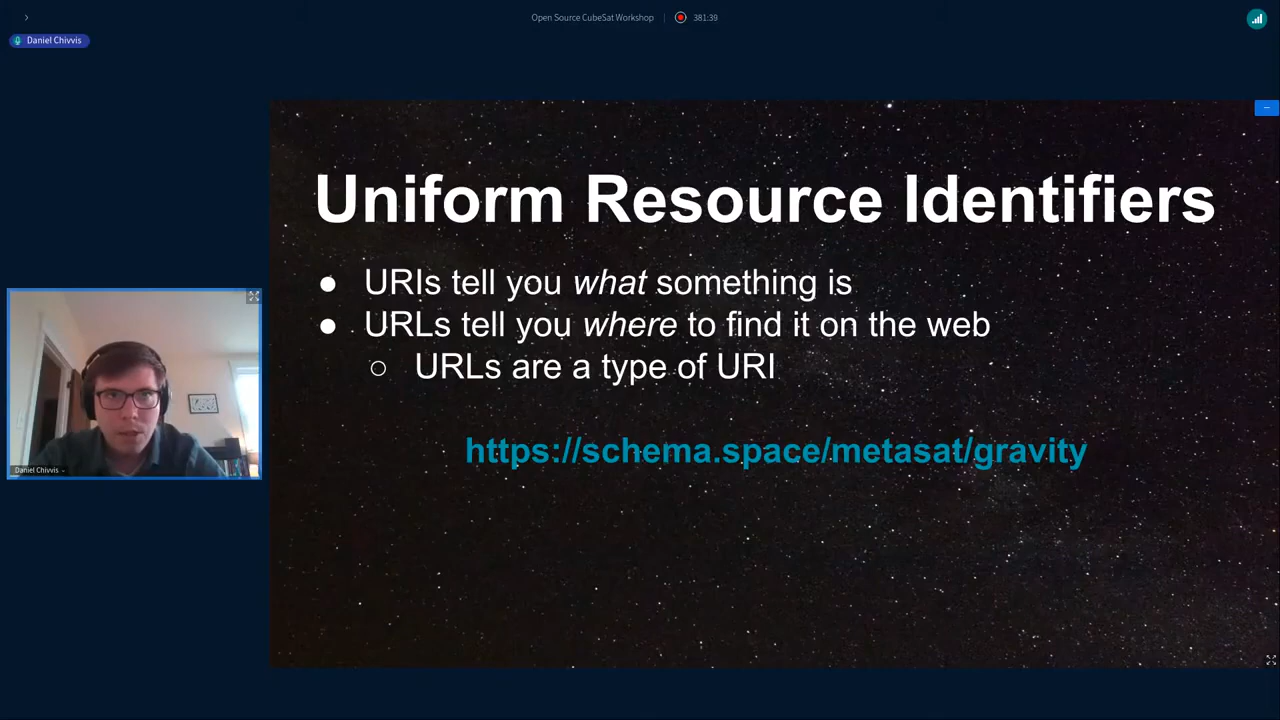 Open Source CubeSat Workshop
381:39
Daniel Chivvis
Uniform Resource Identifiers
URIs tell you what something is
URLs tell you where to find it on the web
URLs are a type of URI
https://schema.space/metasat/gravity
Daniel Chivvis